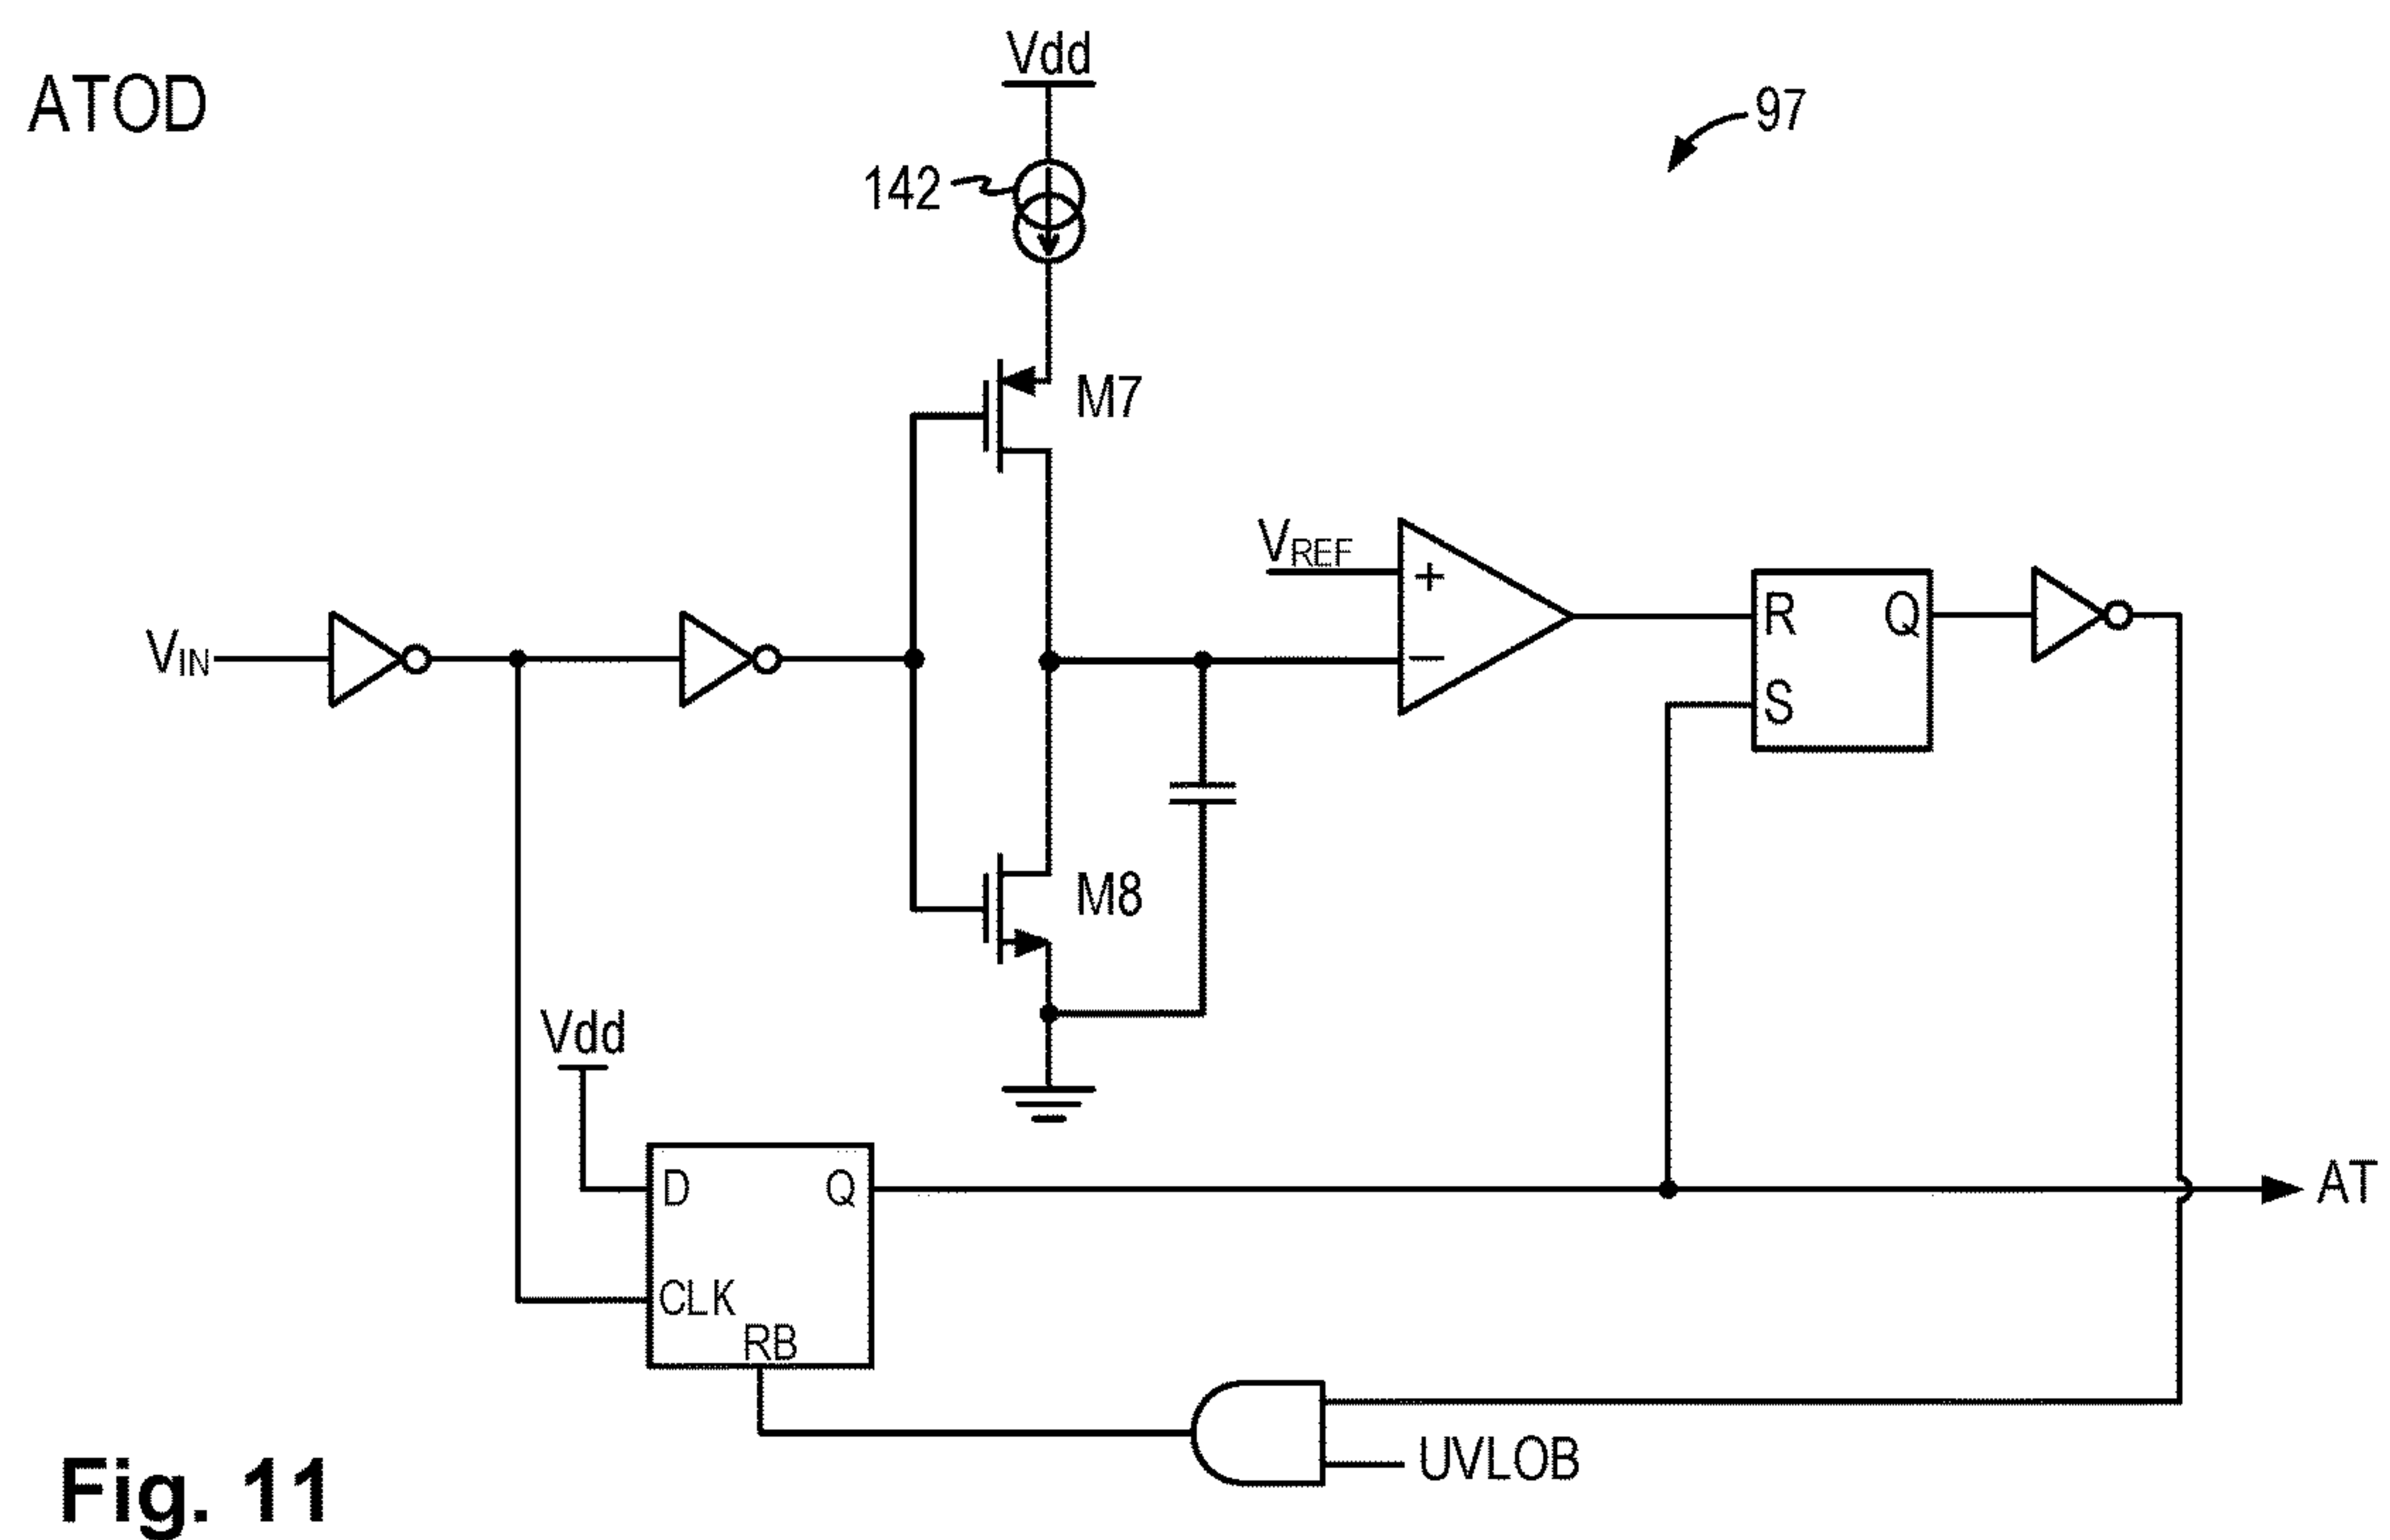 ATOD
Vdd
97
142
M7
VREF
+
−
VIN
R
Q
S
M8
Vdd
D
Q
CLK
RB
AT
UVLOB
Fig. 11